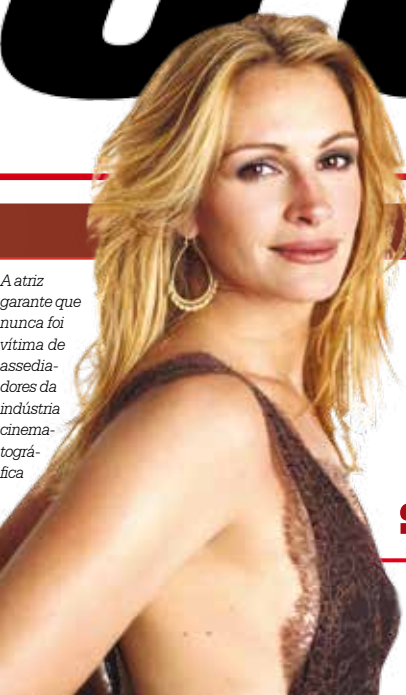 A atriz
garante que
nunca foi
vítima de
assedia-
dores da
indústria
cinema-
tográ-
fica